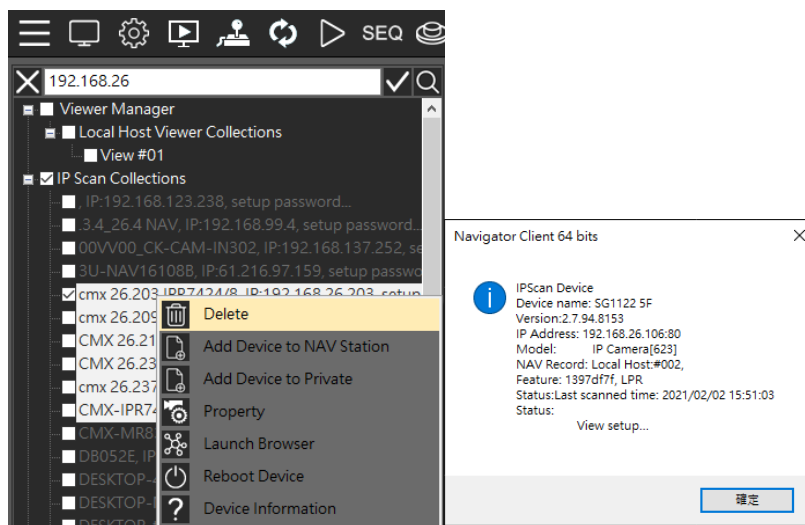 SEQ
192.168.26
Viewer Manager
Local Host Viewer Collections
View #01
IP Scan Collections
, IP:192.168.123.238, setup password...
.3.4_26.4 NAV, IP:192.168.99.4, setup password...
00VV00_CK-CAM-IN302, IP:192.168.137.252, se
3U-NAV16108B, IP:61.216.97.159, setup passwo
cmx 26.203 IPR7424/8, IP:192.168.26.203, setup
cmx 26.209
CMX 26.21
CMX 26.23
cmx 26.237
CMX-IPR74
CMX-MR8
DB052E, IP
DESKTOP-
DESKTOP-
DESKTOP-
Delete
Add Device to NAV Station
Add Device to Private
Property
Launch Browser
Reboot Device
Device Information
Navigator Client 64 bits
IPScan Device
Device name: SG1122 5F
Version:2.7.94.8153
IP Address: 192.168.26.106:80
Model: IP Camera[623]
NAV Record: Local Host:#002,
Feature: 1397df7f, LPR
Status:Last scanned time: 2021/02/02 15:51:03
Status:
View setup...
確定